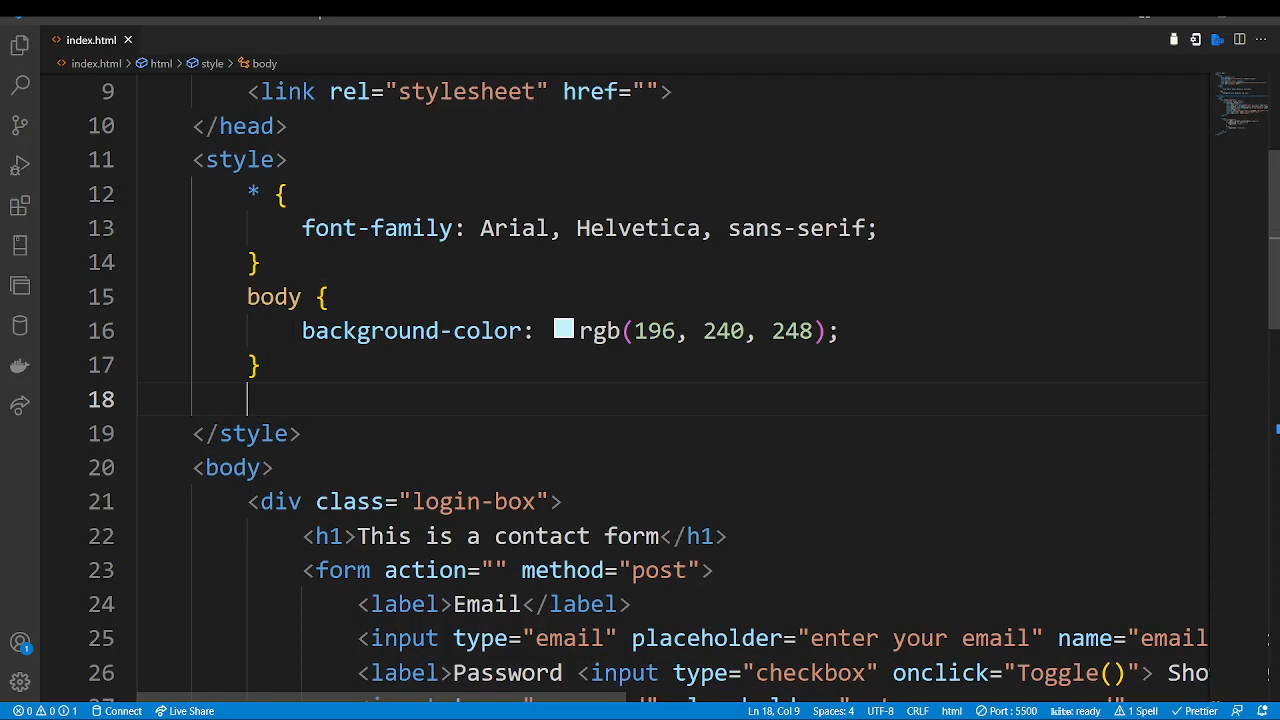 index.html
index.html > html > style > body
9 <link rel="stylesheet" href="">
10 </head>
11 <style>
12 * {
13 font-family: Arial, Helvetica, sans-serif;
14 }
15 body {
16 background-color: rgb(196, 240, 248);
17 }
18
19 </style>
20 <body>
21 <div class="login-box">
22 <h1>This is a contact form</h1>
23 <form action="" method="post">
24 <label>Email</label>
25 <input type="email" placeholder="enter your email" name="email
26 <label>Password <input type="checkbox" onclick="Toggle()"> Sho
0 0 1 Connect Live Share Ln 18, Col 9 Spaces: 4 UTF-8 CRLF html Port : 5500 kite: ready 1 Spell Prettier